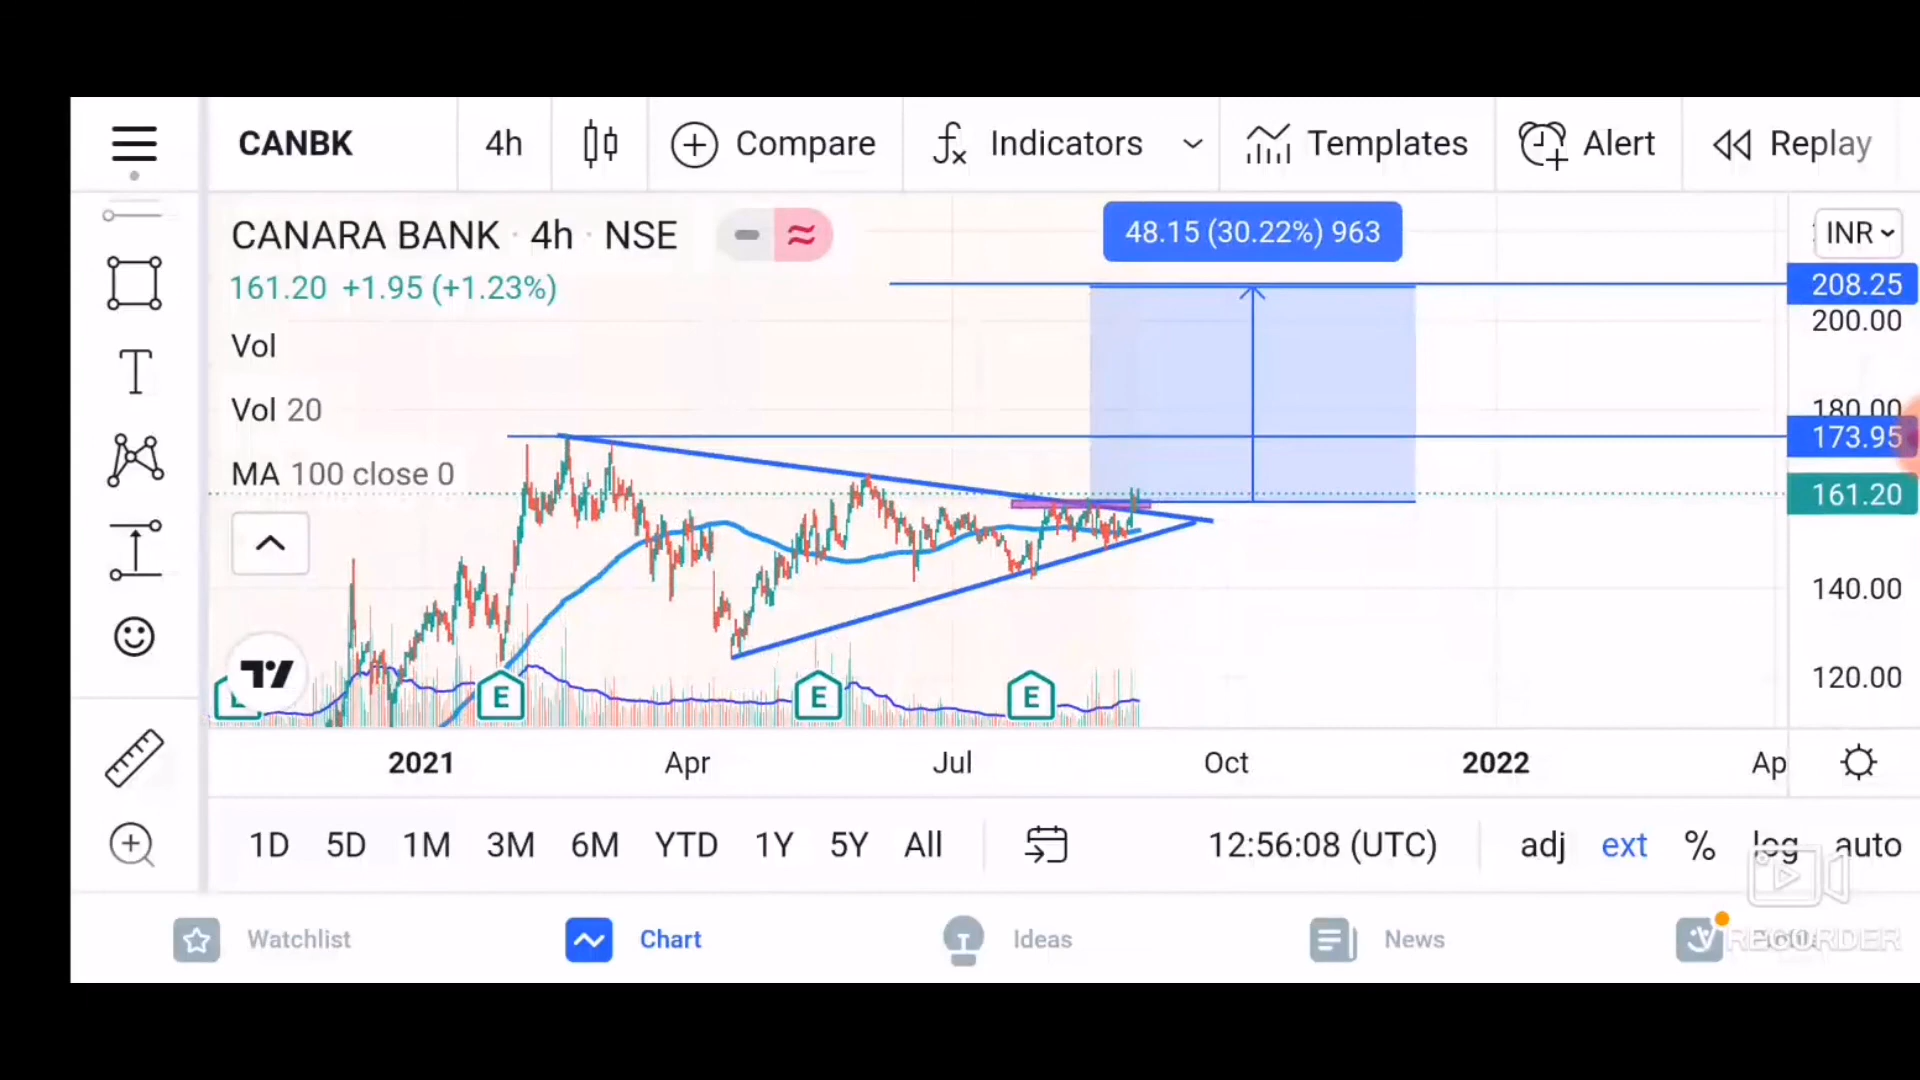 CANBK 4h Compare Indicators Templates Alert Replay
CANARA BANK · 4h · NSE
48.15 (30.22%) 963
INR
161.20 +1.95 (+1.23%)
208.25
200.00
Vol
Vol 20
180.00
173.95
MA 100 close 0
161.20
140.00
120.00
E E E
2021 Apr Jul Oct 2022 Ap
1D 5D 1M 3M 6M YTD 1Y 5Y All 12:56:08 (UTC) adj ext % log auto
Watchlist Chart Ideas News
RECORDER